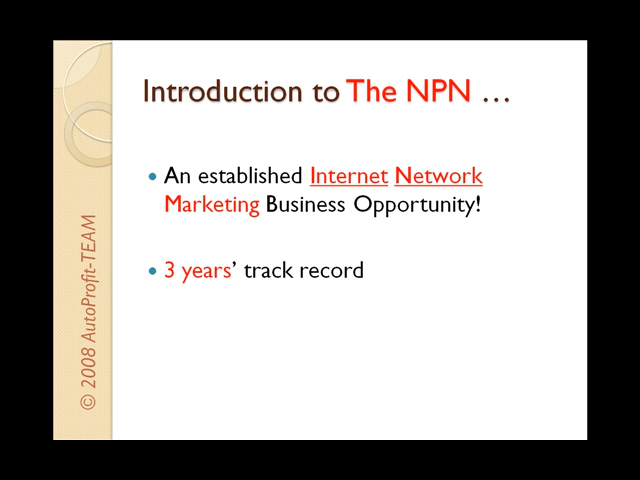 Introduction to The NPN …
• An established Internet Network
Marketing Business Opportunity!
• 3 years’ track record
© 2008 AutoProfit-TEAM